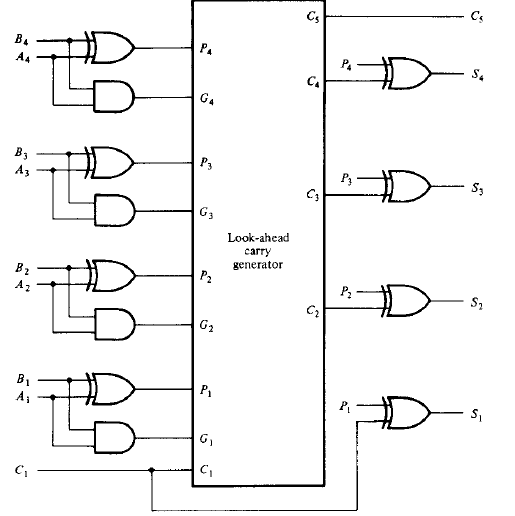 B4
A4
P4
G4
B3
A3
P3
G3
B2
A2
P2
G2
B1
A1
P1
G1
C1
C1
Look-ahead
carry
generator
C5
C5
C4
P4
S4
C3
P3
S3
C2
P2
S2
P1
S1